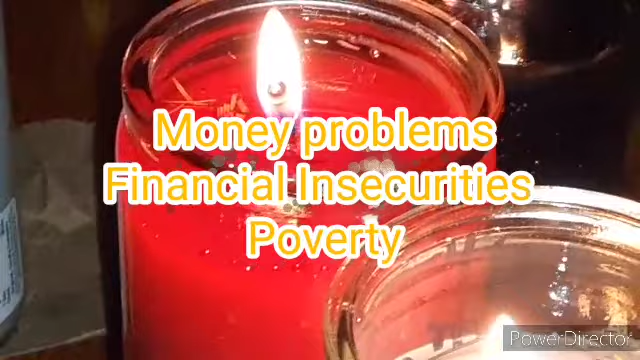 Money problems
Financial Insecurities
Poverty
PowerDirector